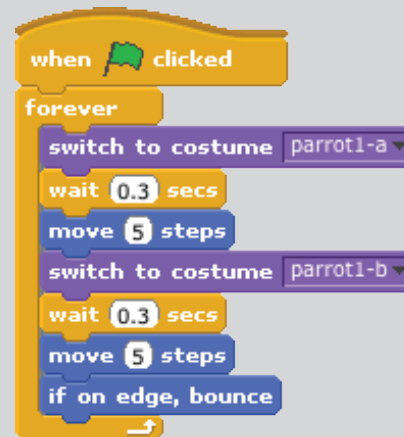 when clicked
forever
switch to costume parrot1-a
wait 0.3 secs
move 5 steps
switch to costume parrot1-b
wait 0.3 secs
move 5 steps
if on edge, bounce